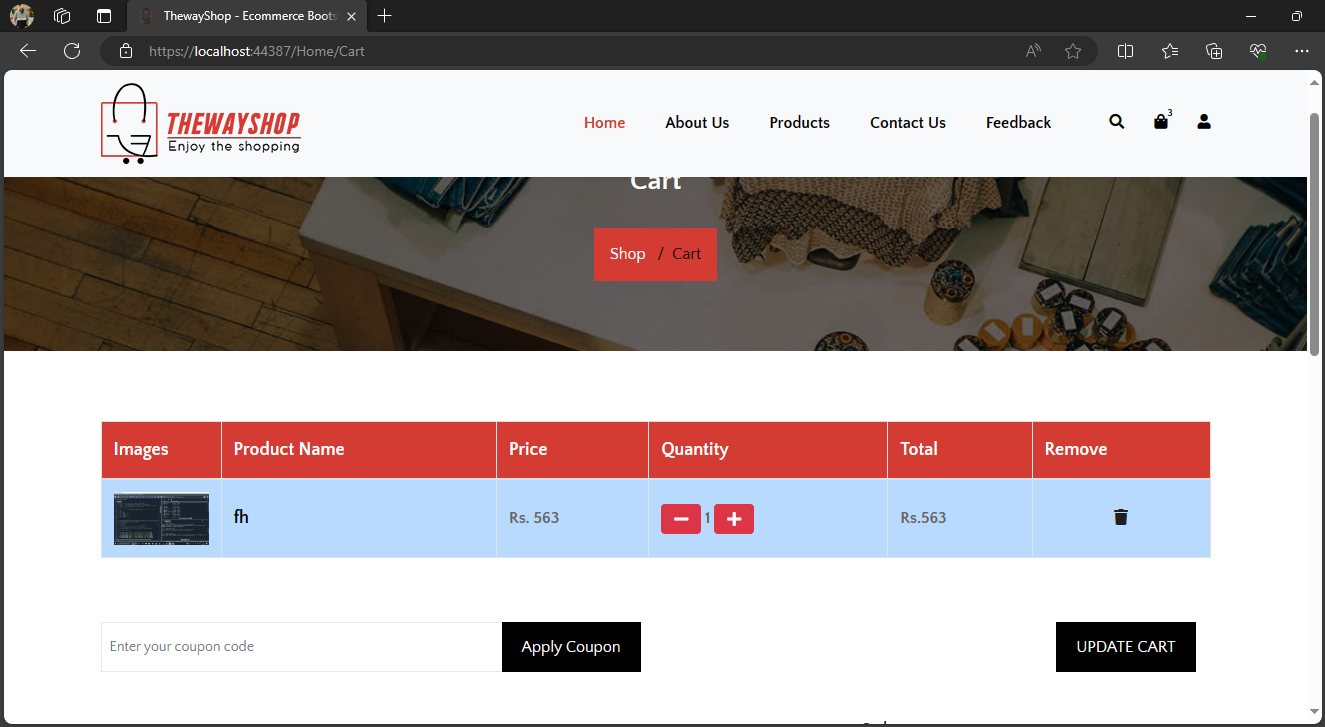 ThewayShop - Ecommerce Boots
https://localhost:44387/Home/Cart
THEWAYSHOP
Enjoy the shopping
Home About Us Products Contact Us Feedback 3
Cart
Shop / Cart
Images Product Name Price Quantity Total Remove
fh Rs. 563 1 Rs.563
Enter your coupon code Apply Coupon UPDATE CART